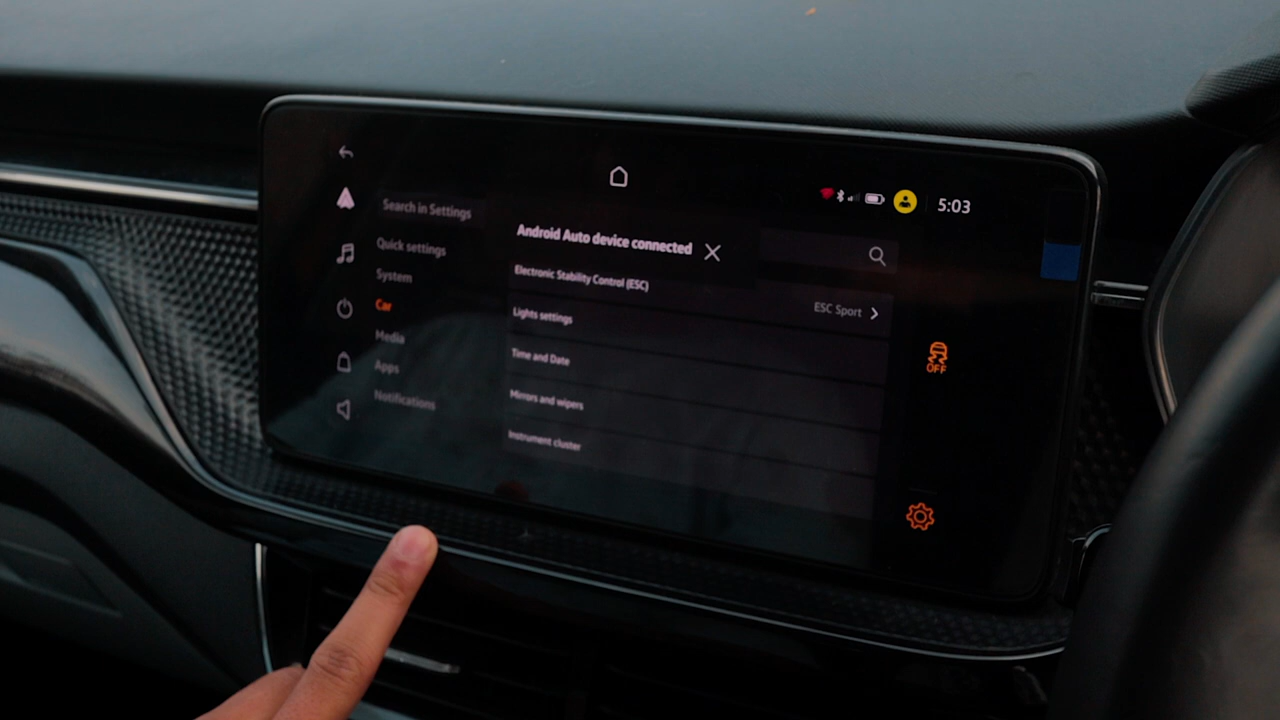 5:03
Search in Settings
Quick settings
System
Car
Media
Apps
Notifications
Android Auto device connected
Electronic Stability Control (ESC)
ESC Sport
Lights settings
Time and Date
Mirrors and wipers
Instrument cluster
OFF